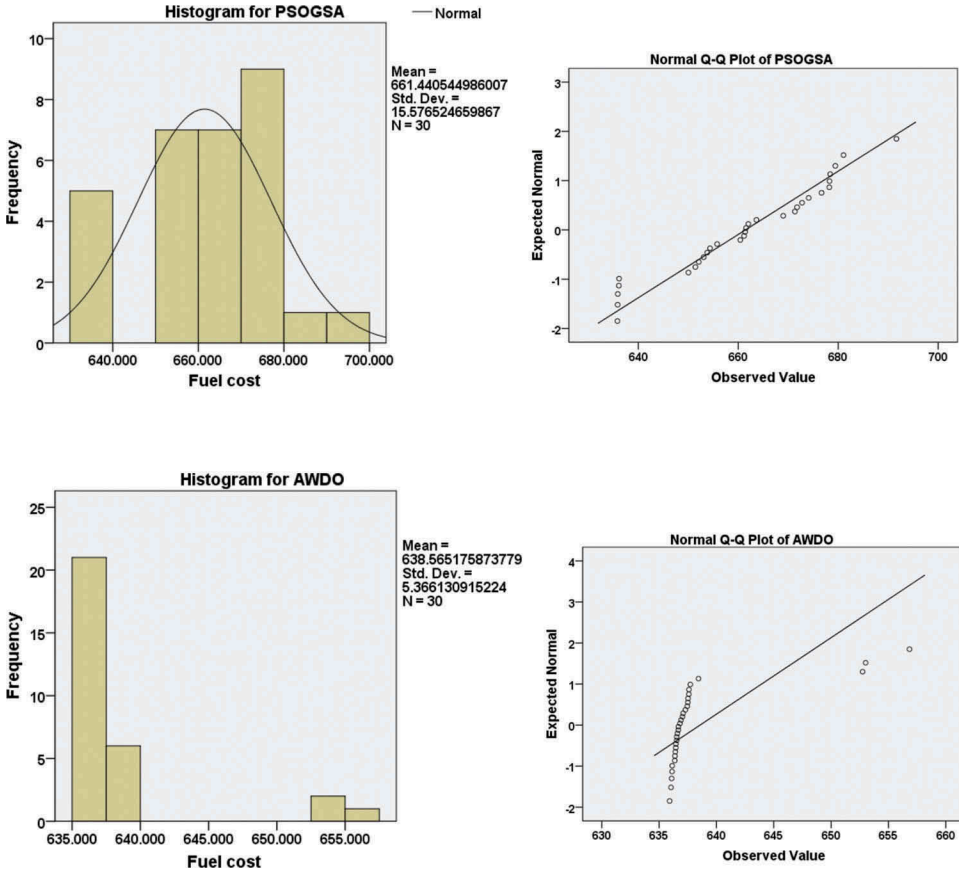 Histogram for PSOGSA
Normal
Mean =
661.440544986007
Std. Dev. =
15.576524659867
N = 30
Frequency
10
8
6
4
2
0
640.000 660.000 680.000 700.000
Fuel cost
Normal Q-Q Plot of PSOGSA
Expected Normal
3
2
1
0
-1
-2
640 660 680 700
Observed Value
Histogram for AWDO
Mean =
638.565175873779
Std. Dev. =
5.366130915224
N = 30
Frequency
25
20
15
10
5
0
635.000 640.000 645.000 650.000 655.000
Fuel cost
Normal Q-Q Plot of AWDO
Expected Normal
4
3
2
1
0
-1
-2
630 635 640 645 650 655 660
Observed Value